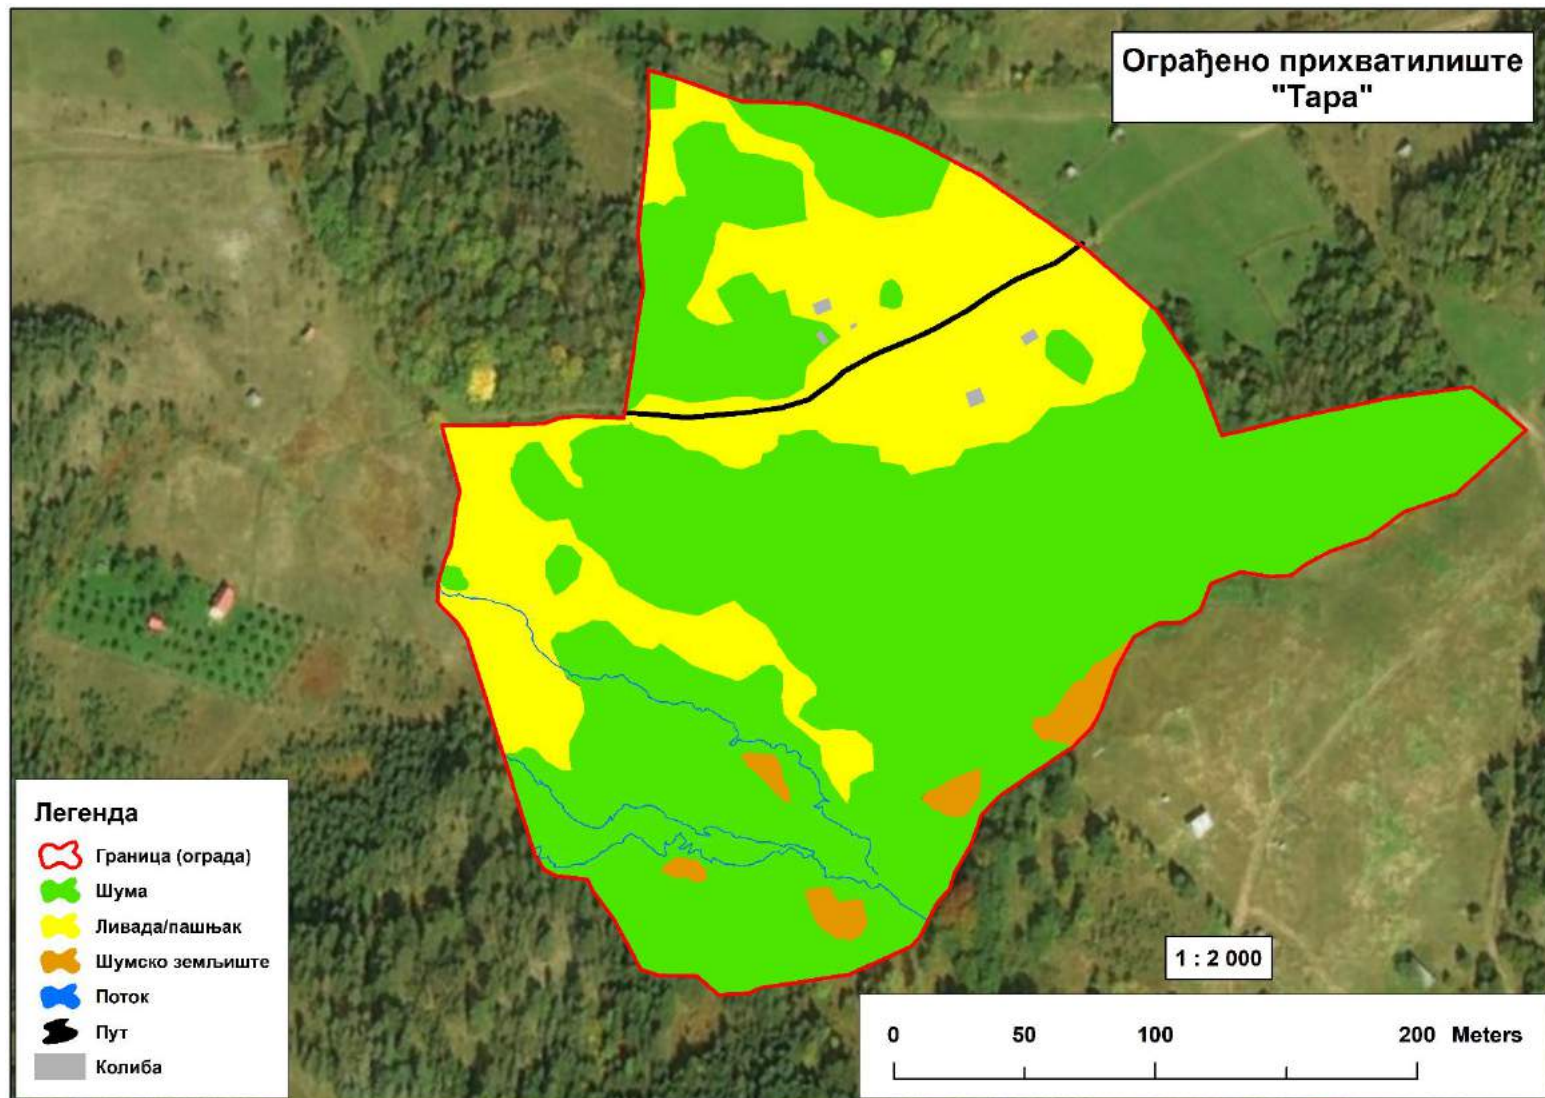 Ограђено прихватилиште
"Тара"
Легенда
Граница (ограда)
Шума
Ливада/пашњак
Шумско земљиште
Поток
Пут
Колиба
1 : 2 000
0 50 100 200 Meters